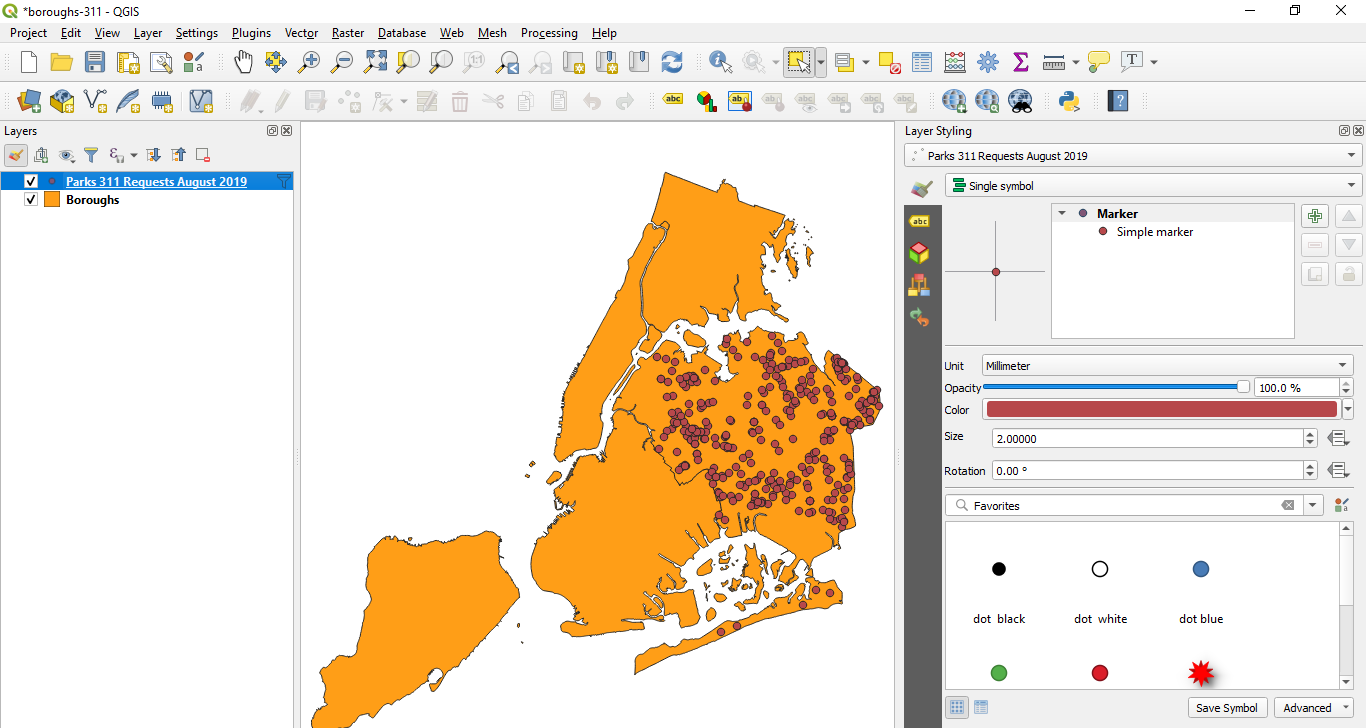 *boroughs-311 - QGIS
Project Edit View Layer Settings Plugins Vector Raster Database Web Mesh Processing Help
Layers
Parks 311 Requests August 2019
Boroughs
Layer Styling
Parks 311 Requests August 2019
Single symbol
Marker
Simple marker
Unit Millimeter
Opacity 100.0 %
Color
Size 2.00000
Rotation 0.00 °
Favorites
dot black dot white dot blue
Save Symbol Advanced